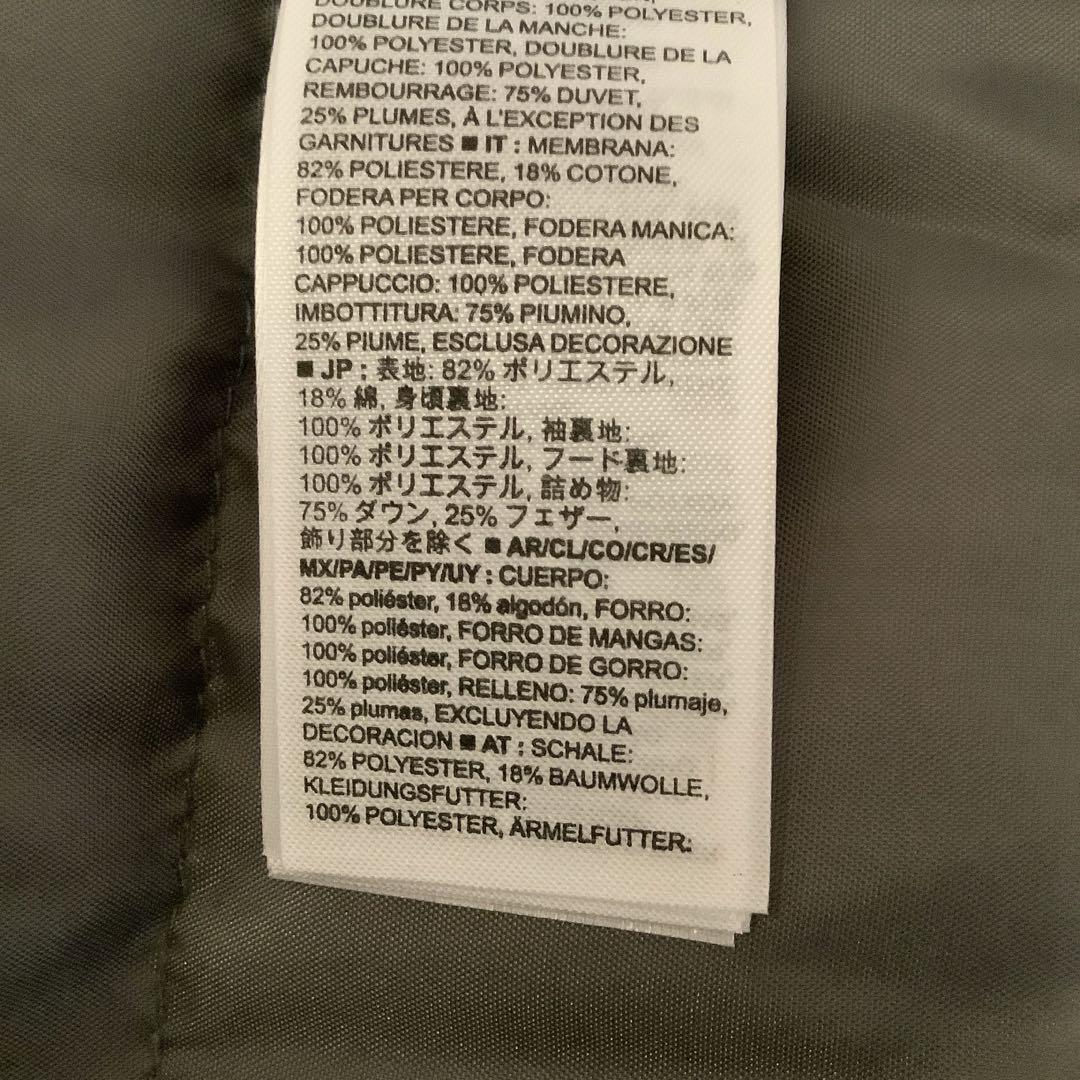 DOUBLURE CORPS: 100% POLYESTER,
DOUBLURE DE LA MANCHE:
100% POLYESTER, DOUBLURE DE LA
CAPUCHE: 100% POLYESTER,
REMBOURRAGE: 75% DUVET,
25% PLUMES, À L'EXCEPTION DES
GARNITURES ■ IT : MEMBRANA:
82% POLIESTERE, 18% COTONE,
FODERA PER CORPO:
100% POLIESTERE, FODERA MANICA:
100% POLIESTERE, FODERA
CAPPUCCIO: 100% POLIESTERE,
IMBOTTITURA: 75% PIUMINO,
25% PIUME, ESCLUSA DECORAZIONE
■ JP : 表地: 82% ポリエステル,
18% 綿, 身頃裏地:
100% ポリエステル, 袖裏地:
100% ポリエステル, フード裏地:
100% ポリエステル, 詰め物:
75% ダウン, 25% フェザー,
飾り部分を除く ■ AR/CL/CO/CR/ES/
MX/PA/PE/PY/UY : CUERPO:
82% poliéster, 18% algodón, FORRO:
100% poliéster, FORRO DE MANGAS:
100% poliéster, FORRO DE GORRO:
100% poliéster, RELLENO: 75% plumaje,
25% plumas, EXCLUYENDO LA
DECORACION ■ AT : SCHALE:
82% POLYESTER, 18% BAUMWOLLE,
KLEIDUNGSFUTTER:
100% POLYESTER, ÄRMELFUTTER: